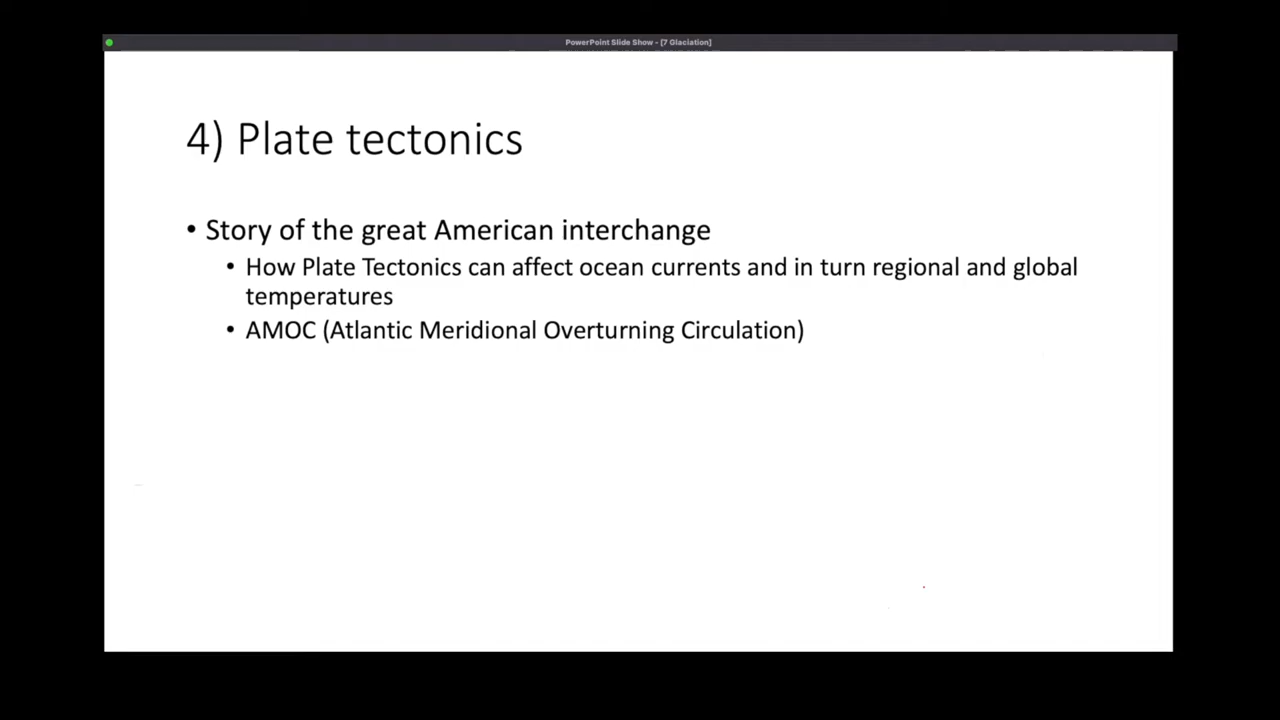 PowerPoint Slide Show - [7 Glaciation]
4) Plate tectonics
• Story of the great American interchange
• How Plate Tectonics can affect ocean currents and in turn regional and global
temperatures
• AMOC (Atlantic Meridional Overturning Circulation)